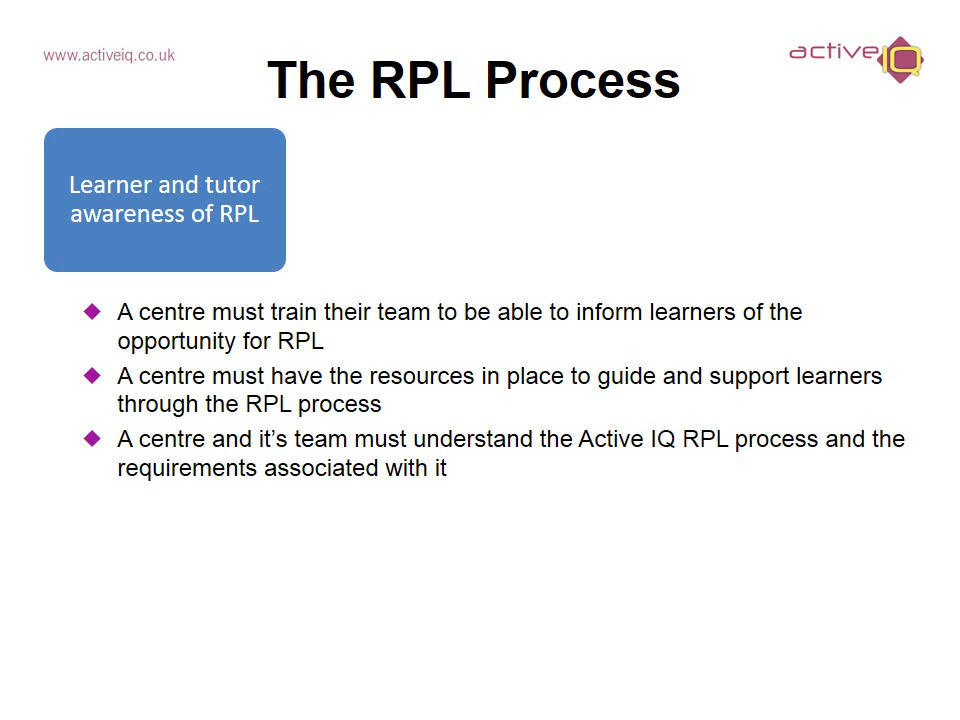 www.activeiq.co.uk
active IQ
The RPL Process
Learner and tutor
awareness of RPL
A centre must train their team to be able to inform learners of the
opportunity for RPL
A centre must have the resources in place to guide and support learners
through the RPL process
A centre and it’s team must understand the Active IQ RPL process and the
requirements associated with it